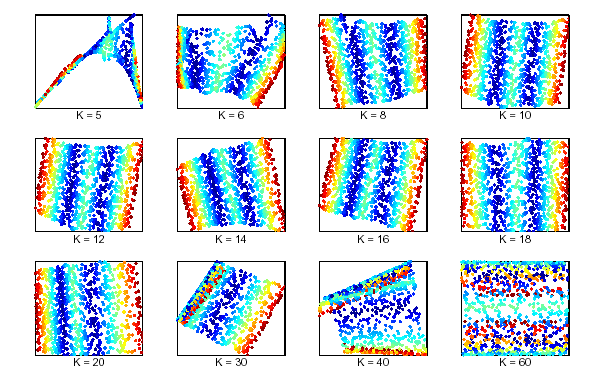 K = 5
K = 6
K = 8
K = 10
K = 12
K = 14
K = 16
K = 18
K = 20
K = 30
K = 40
K = 60